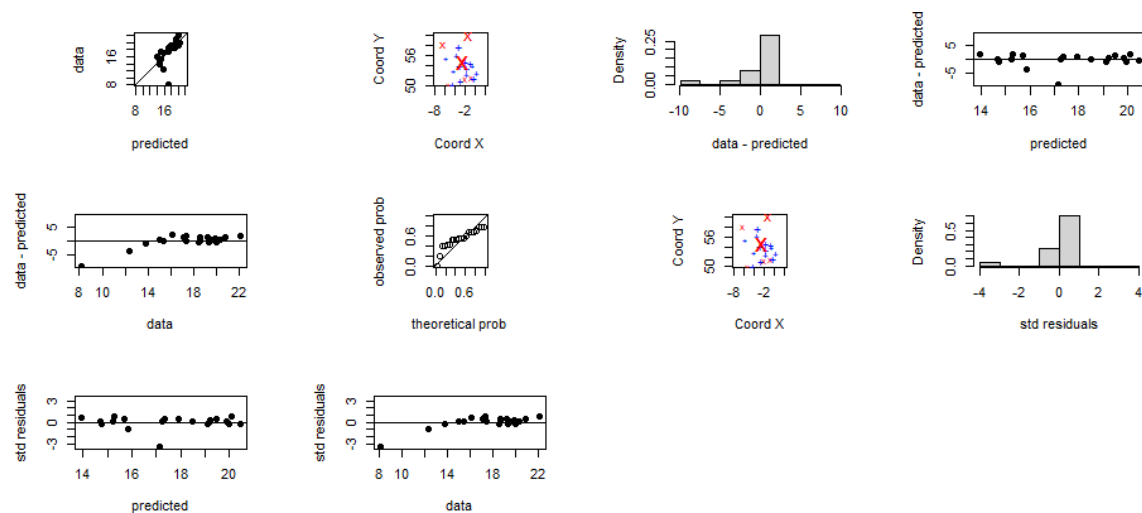 data
16
8
8 16
predicted
Coord Y
56
50
-8 -2
Coord X
Density
0.25
0.00
-10 -5 0 5 10
data - predicted
data - predicted
5
-5
14 16 18 20
predicted
data - predicted
5
-5
8 10 14 18 22
data
observed prob
0.6
0.0
0.0 0.6
theoretical prob
Coord Y
56
50
-8 -2
Coord X
Density
0.5
0.0
-4 -2 0 2 4
std residuals
std residuals
3
0
-3
14 16 18 20
predicted
std residuals
3
0
-3
8 10 14 18 22
data